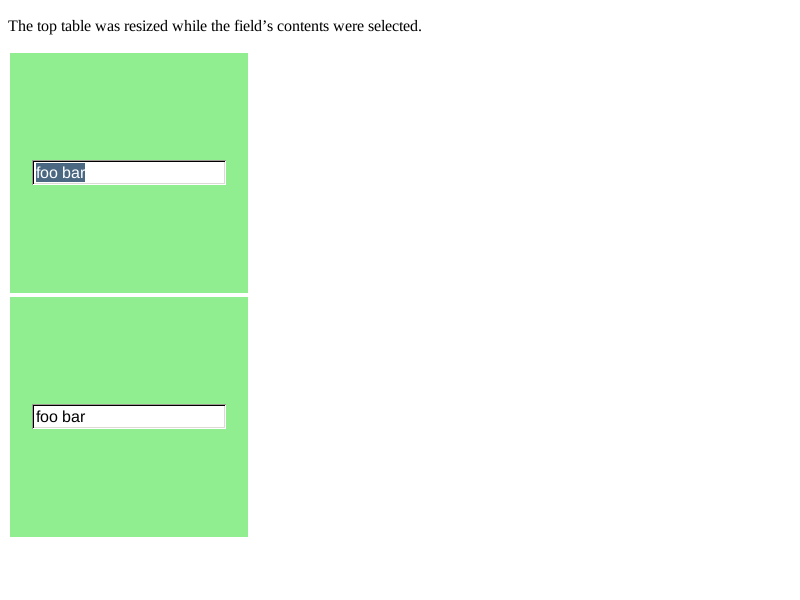 The top table was resized while the field’s contents were selected.
foo bar
foo bar